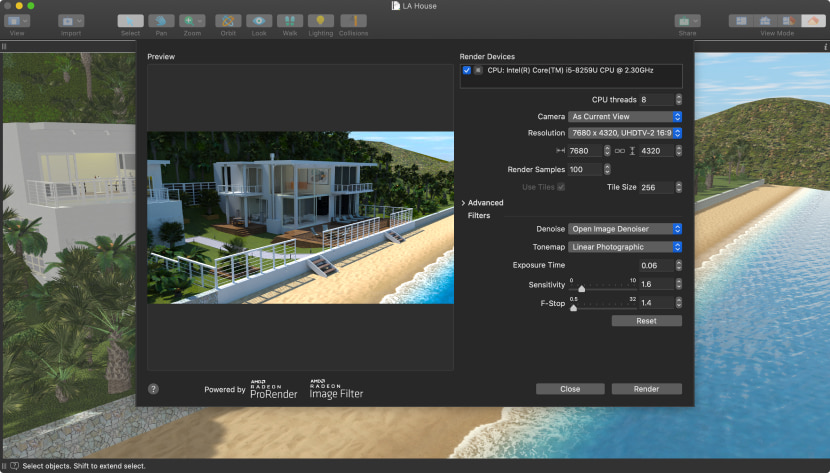 LA House
View
Import
Select
Pan
Zoom
Orbit
Look
Walk
Lighting
Collisions
Share
View Mode
Preview
Render Devices
CPU: Intel(R) Core(TM) i5-8259U CPU @ 2.30GHz
CPU threads 8
Camera As Current View
Resolution 7680 x 4320, UHDTV-2 16:9
7680 4320
Render Samples 100
Use Tiles Tile Size 256
Advanced
Filters
Denoise Open Image Denoiser
Tonemap Linear Photographic
Exposure Time 0.06
0 10
Sensitivity 1.6
0.5 32
F-Stop 1.4
Reset
? Powered by AMD RADEON ProRender AMD RADEON Image Filter
Close Render
Select objects. Shift to extend select.